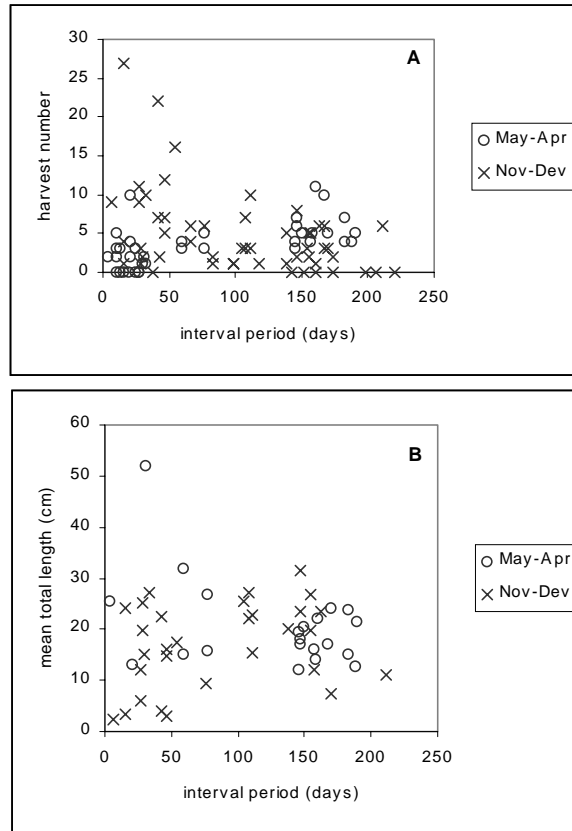 A
30
25
20
15
10
5
0
harvest number
0 50 100 150 200 250
interval period (days)
May-Apr
Nov-Dev
B
60
50
40
30
20
10
0
mean total length (cm)
0 50 100 150 200 250
interval period (days)
May-Apr
Nov-Dev